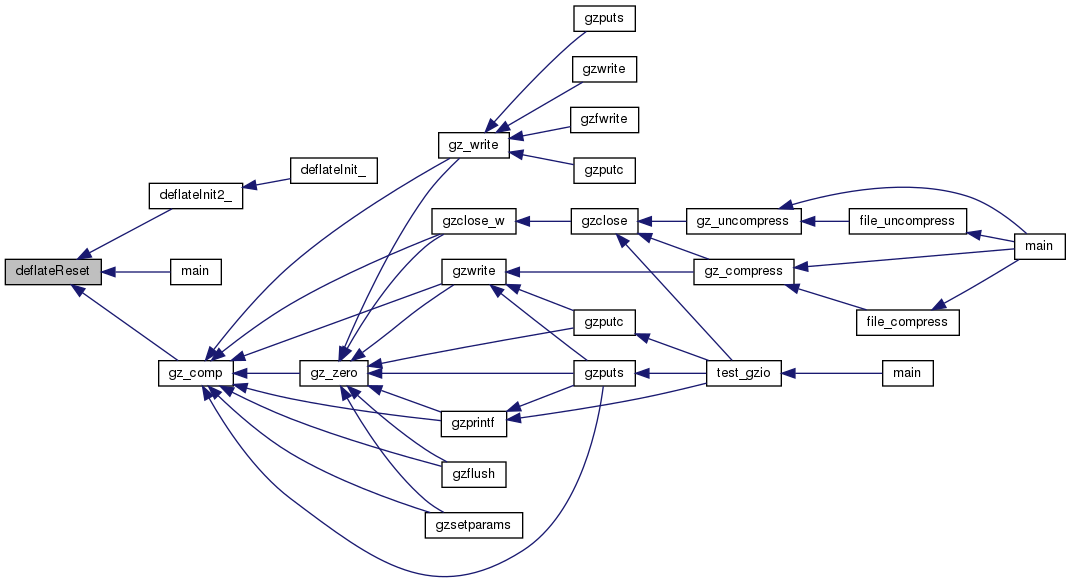 gzputs
gzwrite
gzfwrite
gz_write
deflateInit_
gzputc
deflateInit2_
gzclose_w
gzclose
gz_uncompress
file_uncompress
main
deflateReset
main
gzwrite
gz_compress
gzputc
file_compress
gz_comp
gz_zero
gzputs
test_gzio
main
gzprintf
gzflush
gzsetparams